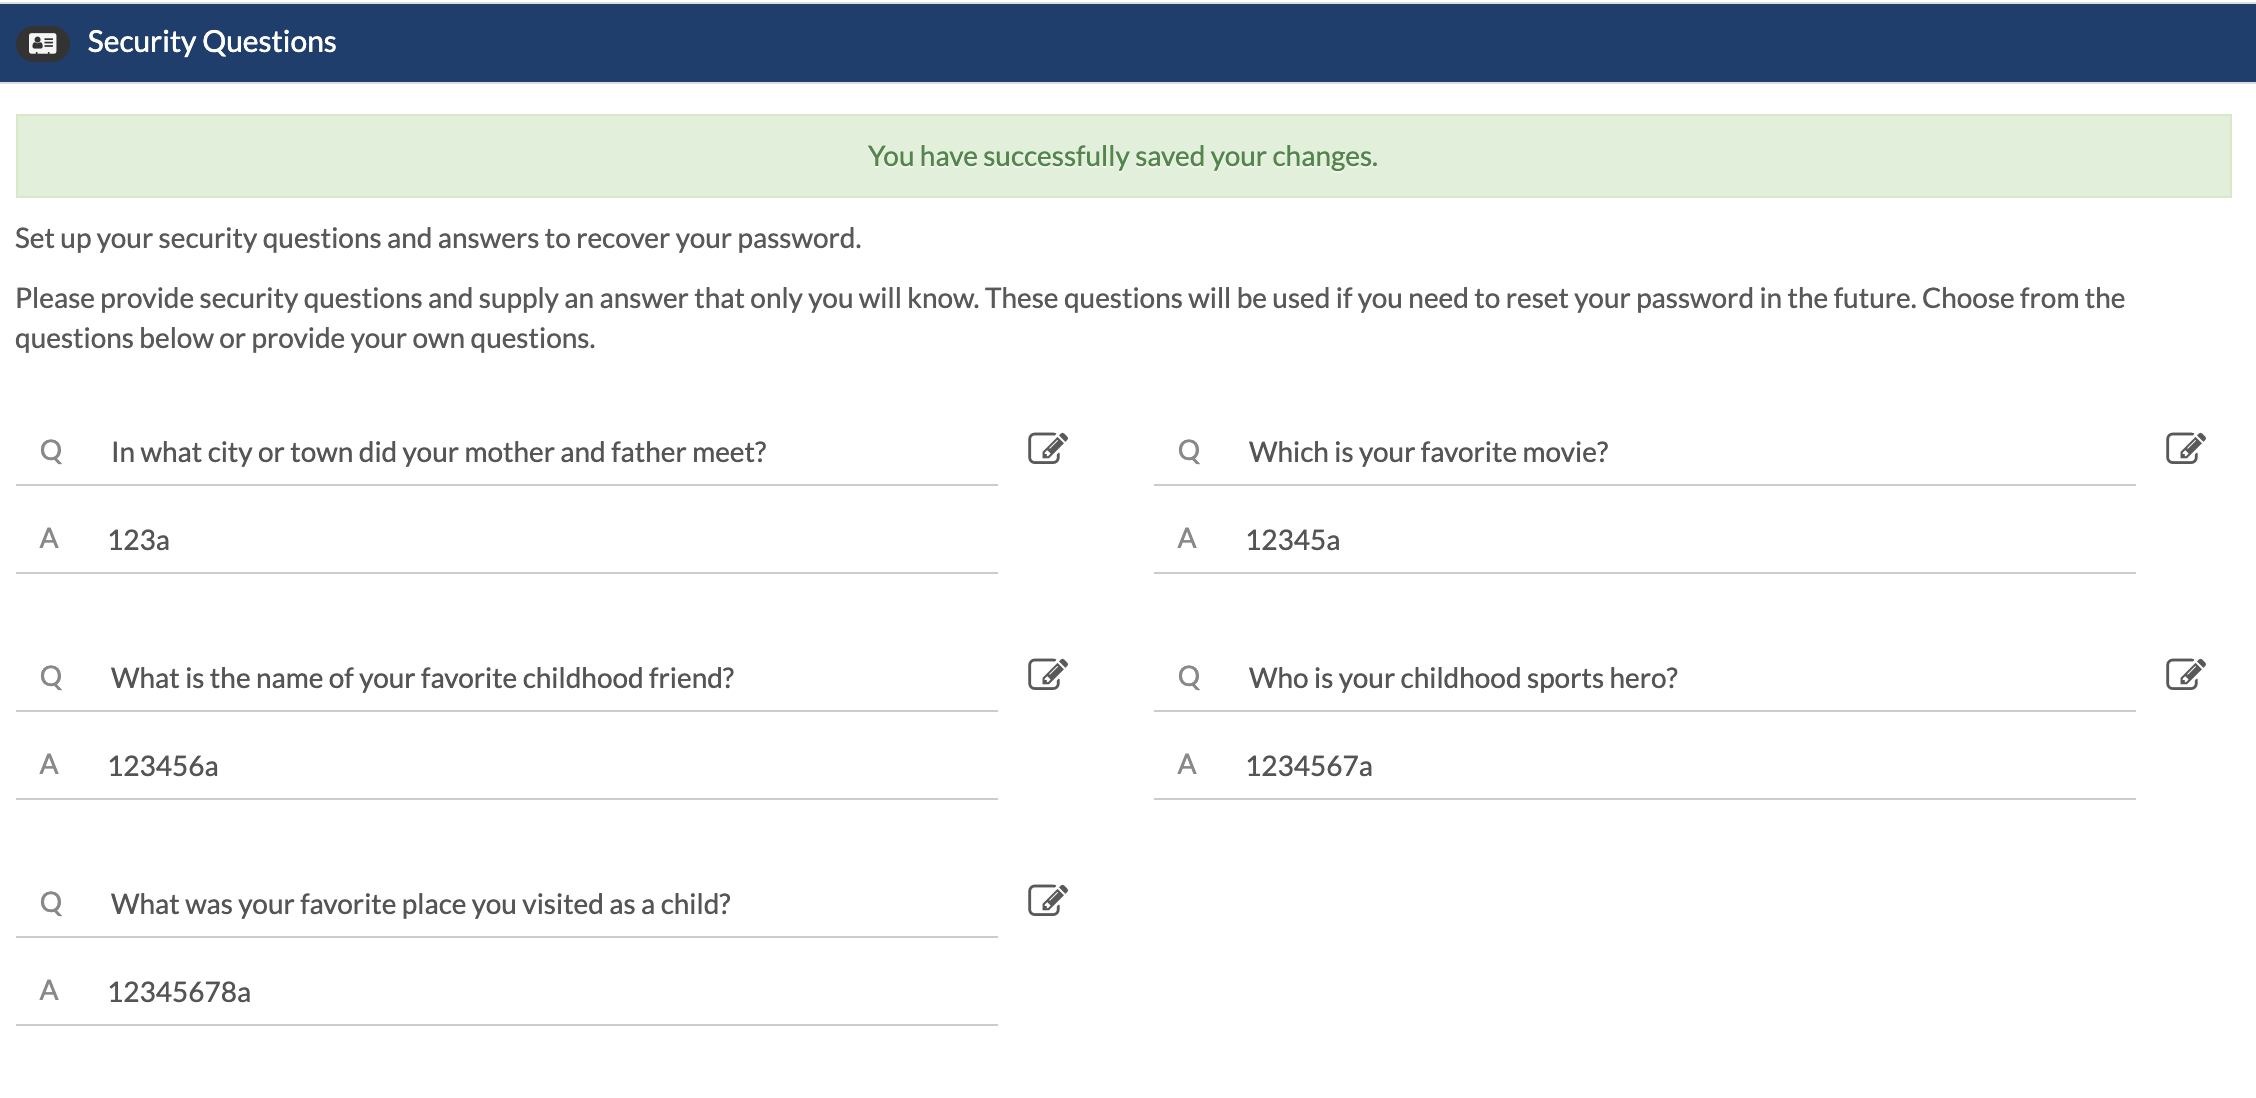 Security Questions
You have successfully saved your changes.
Set up your security questions and answers to recover your password.
Please provide security questions and supply an answer that only you will know. These questions will be used if you need to reset your password in the future. Choose from the
questions below or provide your own questions.
Q In what city or town did your mother and father meet?
A 123a
Q Which is your favorite movie?
A 12345a
Q What is the name of your favorite childhood friend?
A 123456a
Q Who is your childhood sports hero?
A 1234567a
Q What was your favorite place you visited as a child?
A 12345678a